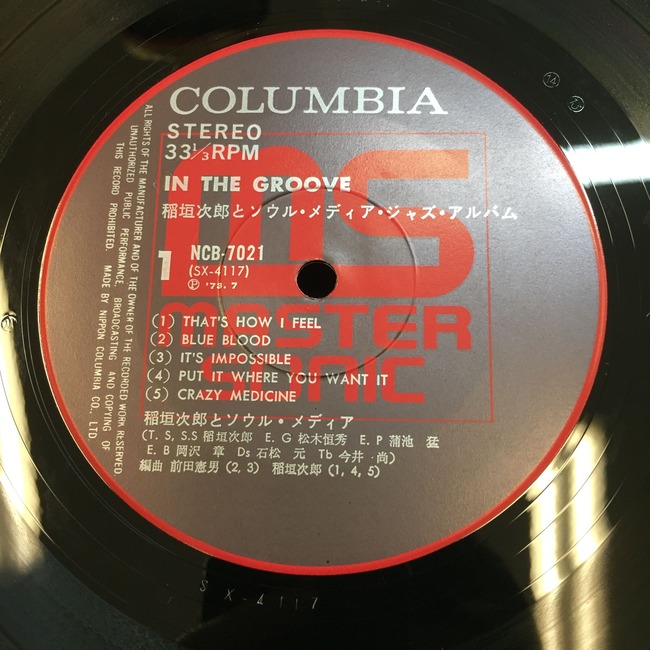 COLUMBIA
STEREO
33⅓ RPM
MS
MASTER
SONIC
IN THE GROOVE
稲垣次郎とソウル・メディア・ジャズ・アルバム
1
NCB-7021
(SX-4117)
Ⓟ '73. 7
(1) THAT'S HOW I FEEL
(2) BLUE BLOOD
(3) IT'S IMPOSSIBLE
(4) PUT IT WHERE YOU WANT IT
(5) CRAZY MEDICINE
稲垣次郎とソウル・メディア
(T. S, S.S 稲垣次郎 E. G 松木恒秀 E. P 蒲池 猛
E. B 岡沢 章 Ds 石松 元 Tb 今井 尚)
編曲 前田憲男 (2, 3) 稲垣次郎 (1, 4, 5)
ALL RIGHTS OF THE MANUFACTURER AND OF THE OWNER OF THE RECORDED WORK RESERVED.
UNAUTHORIZED PUBLIC PERFORMANCE, BROADCASTING AND COPYING OF
THIS RECORD PROHIBITED. MADE BY NIPPON COLUMBIA CO., LTD.
SX-4117
14